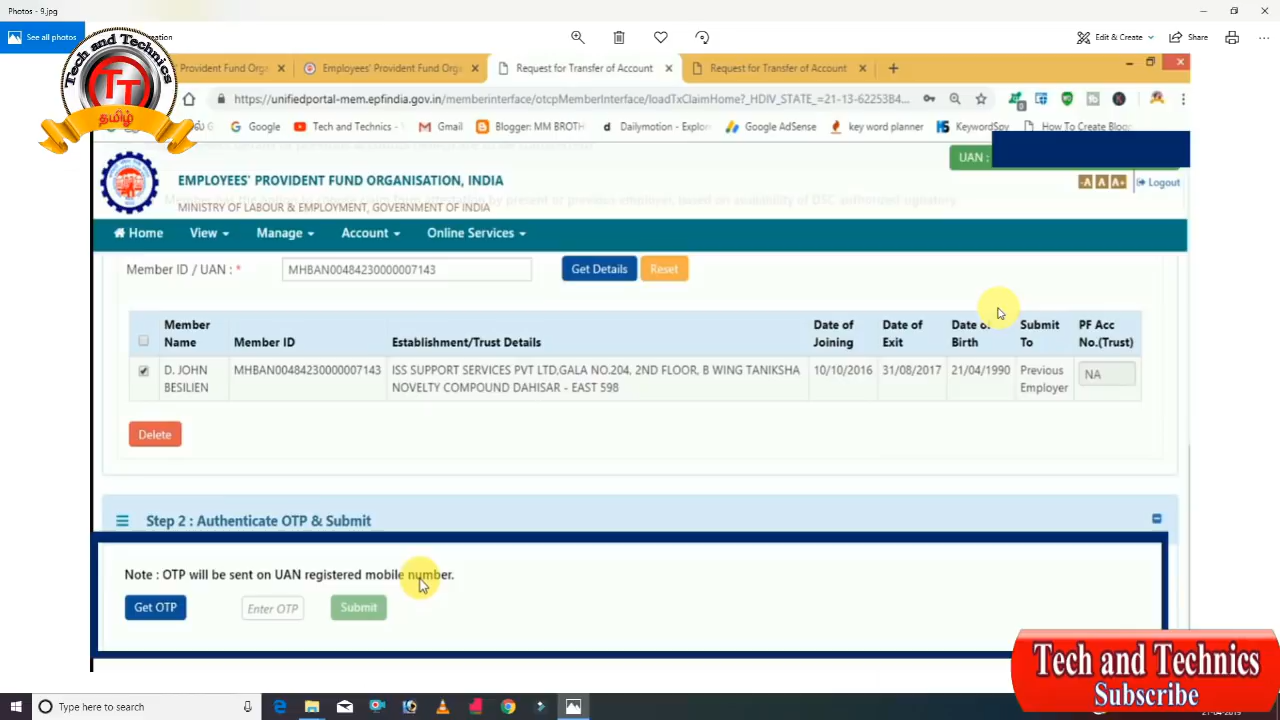 Photos - 9.jpg
See all photos
Edit & Create
Share
Tech and Technics
TT
தமிழ்
Provident Fund Orga
Employees' Provident Fund Orga
Request for Transfer of Account
Request for Transfer of Account
https://unifiedportal-mem.epfindia.gov.in/memberinterface/otcpMemberInterface/loadTxClaimHome?_HDIV_STATE_=21-13-6225384...
Google
Tech and Technics -
Gmail
Blogger: MM BROTH
Dailymotion - Explor
Google AdSense
key word planner
KeywordSpy
How To Create Blogg
UAN :
EMPLOYEES' PROVIDENT FUND ORGANISATION, INDIA
MINISTRY OF LABOUR & EMPLOYMENT, GOVERNMENT OF INDIA
-A A A+
Logout
Home
View
Manage
Account
Online Services
Member ID / UAN : *
MHBAN00484230000007143
Get Details
Reset
Member Name
Member ID
Establishment/Trust Details
Date of Joining
Date of Exit
Date of Birth
Submit To
PF Acc No.(Trust)
D. JOHN BESILIEN
MHBAN00484230000007143
ISS SUPPORT SERVICES PVT LTD,GALA NO.204, 2ND FLOOR, B WING TANIKSHA
NOVELTY COMPOUND DAHISAR - EAST 598
10/10/2016
31/08/2017
21/04/1990
Previous Employer
NA
Delete
Step 2 : Authenticate OTP & Submit
Note : OTP will be sent on UAN registered mobile number.
Get OTP
Enter OTP
Submit
Tech and Technics
Subscribe
Type here to search